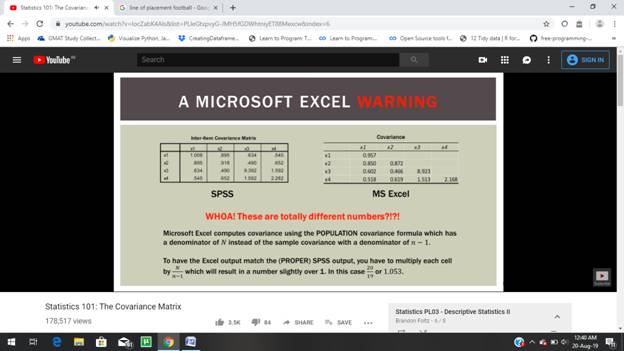 Statistics 101: The Covarian
line of placement football - Goo
youtube.com/watch?v=locZabK4Als&list=PLIeGtxpvyG-JMH5fGDWhtniyET88Mexcw&index=6
Apps GMAT Study Collect... Visualize Python, Ja... CreatingDataframe... Learn to Program: T... Learn to Program:... Open Source tools f... 12 Tidy data | R for... free-programming-...
YouTube Search SIGN IN
A MICROSOFT EXCEL WARNING
Inter-Item Covariance Matrix
x1 x2 x3 x4
x1 1.008 .895 .634 .545
x2 .895 .918 .490 .652
x3 .634 .490 9.392 1.592
x4 .545 .652 1.592 2.282
SPSS
Covariance
x1 x2 x3 x4
x1 0.957
x2 0.850 0.872
x3 0.602 0.466 8.923
x4 0.518 0.619 1.513 2.168
MS Excel
WHOA! These are totally different numbers?!?!
Microsoft Excel computes covariance using the POPULATION covariance formula which has
a denominator of N instead of the sample covariance with a denominator of n − 1.
To have the Excel output match the (PROPER) SPSS output, you have to multiply each cell
by N/n−1 which will result in a number slightly over 1. In this case 20/19 or 1.053.
Statistics 101: The Covariance Matrix
178,517 views
3.5K 84 SHARE SAVE
Statistics PL03 - Descriptive Statistics II
Brandon Foltz - 6 / 8
12:40 AM
20-Aug-19